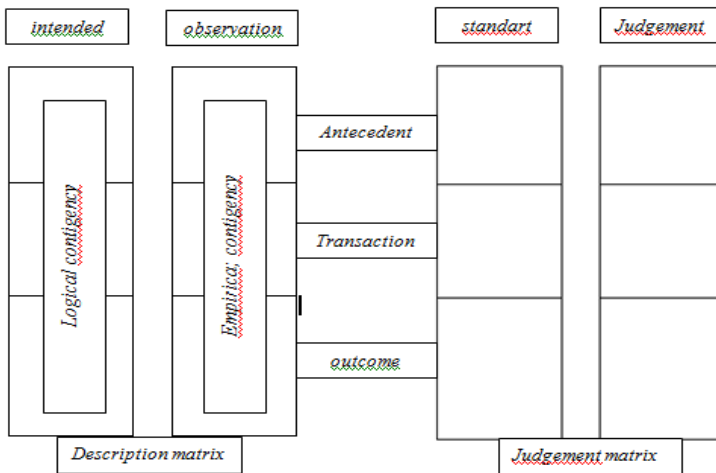 intended
observation
standart
Judgement
Logical contigency
Empirica; contigency
Antecedent
Transaction
outcome
Description matrix
Judgement matrix